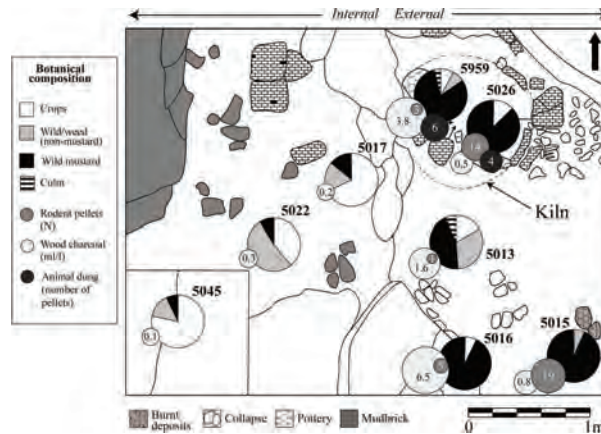 Internal External
Botanical
composition
Crops
Wild/weed
(non-mustard)
Wild mustard
Culm
Rodent pellets
(N)
Wood charcoal
(ml/l)
Animal dung
(number of
pellets)
5959
5026
3.8
6
14
0.5
4
Kiln
5017
0.2
5022
0.3
5013
1.6
5045
0.1
5016
6.5
5015
0.8
19
Burnt
deposits
Collapse
Pottery
Mudbrick
0
1m